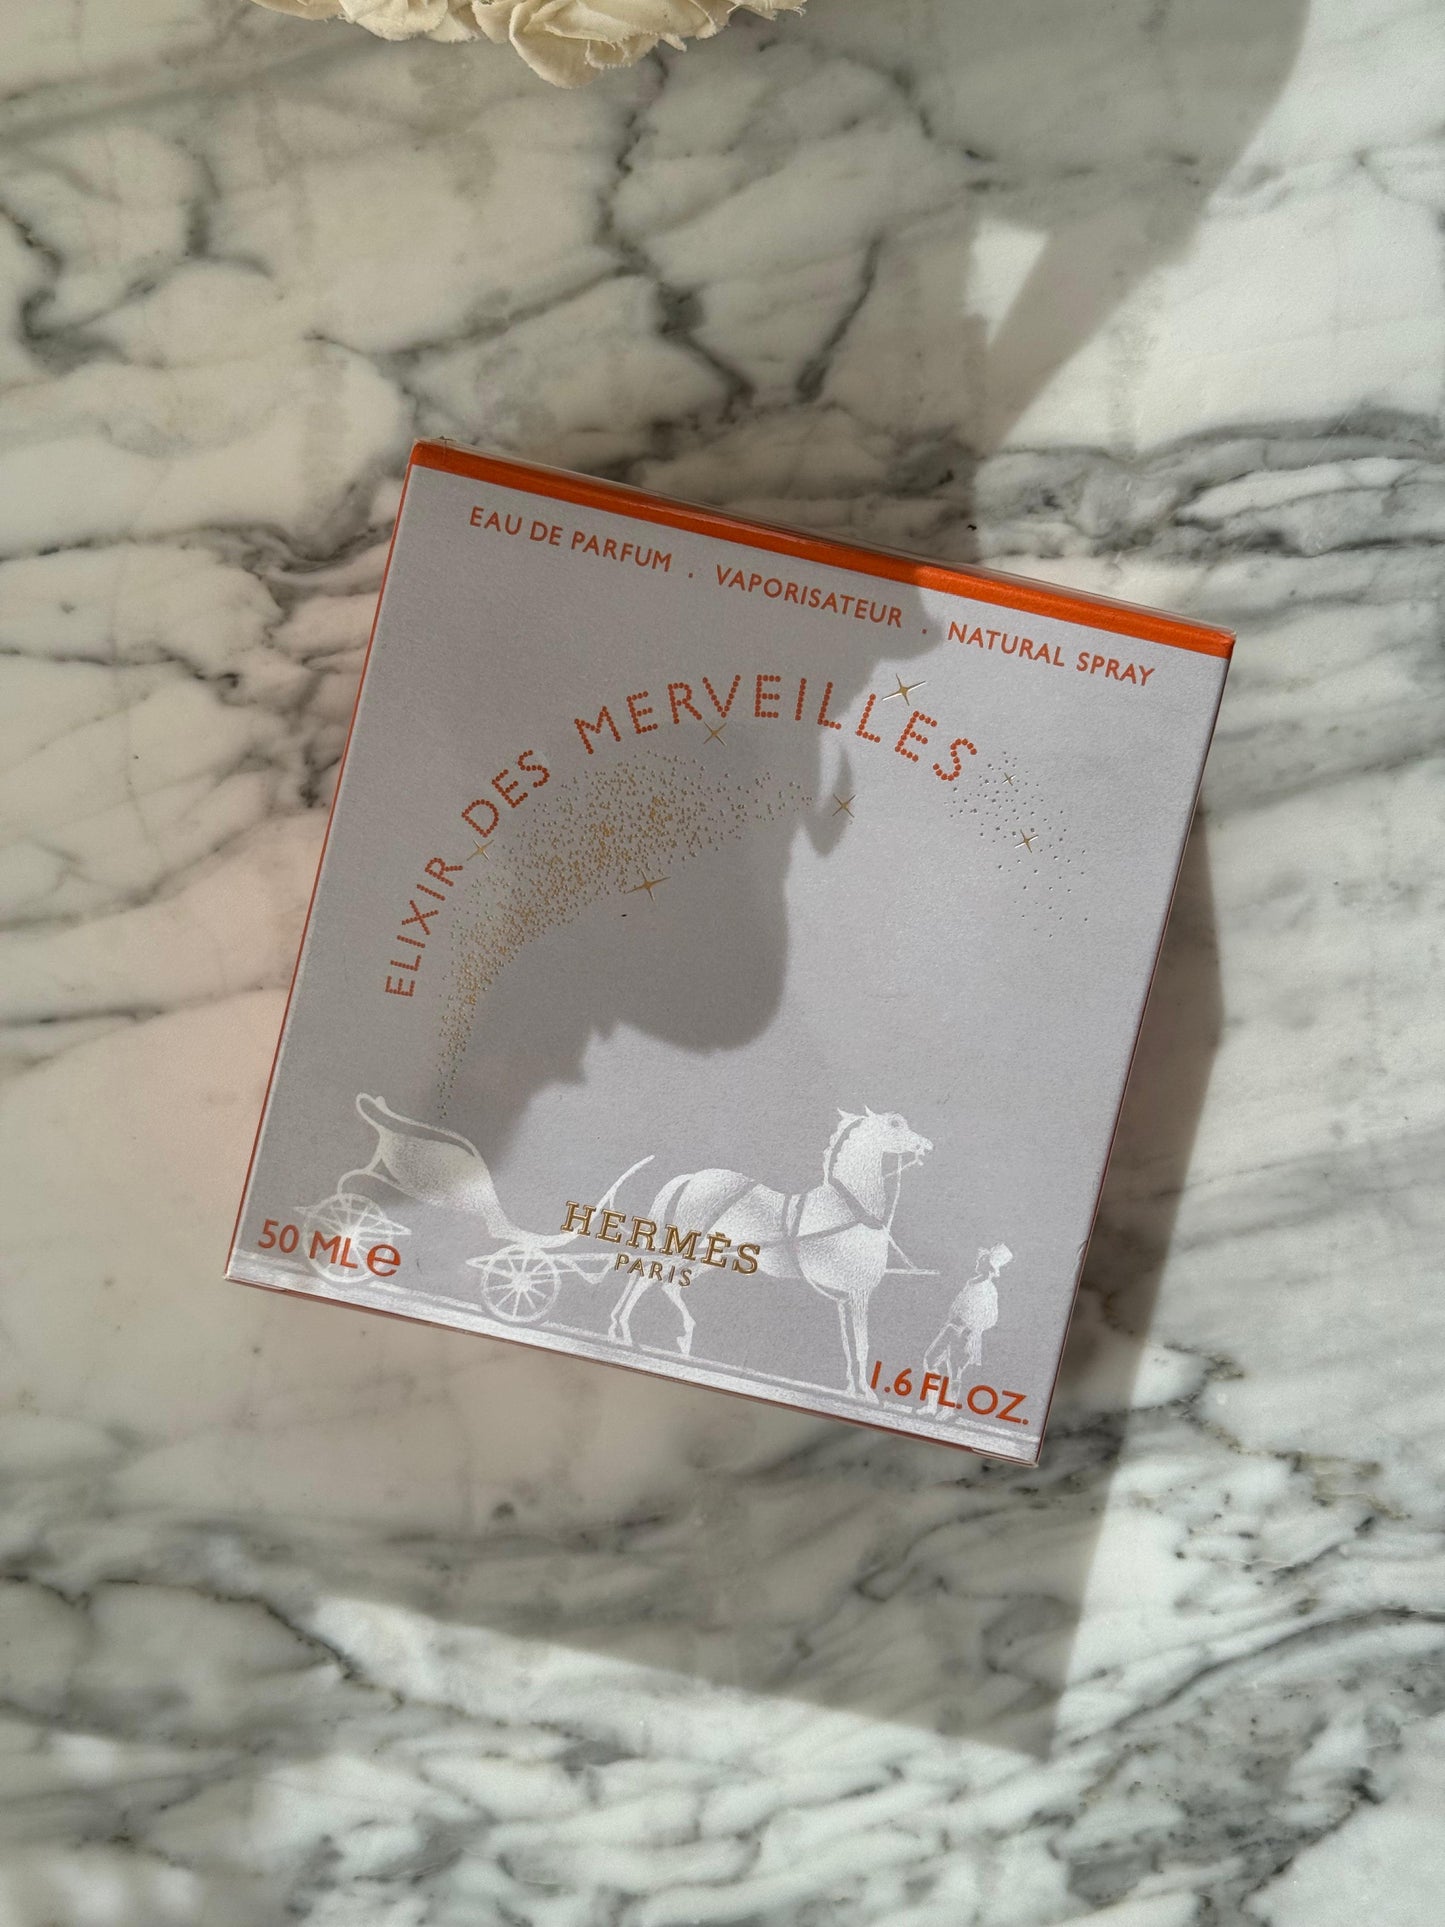 EAU DE PARFUM . VAPORISATEUR . NATURAL SPRAY
ELIXIR DES MERVEILLES
HERMÈS
PARIS
50 ML e
1.6 FL.OZ.